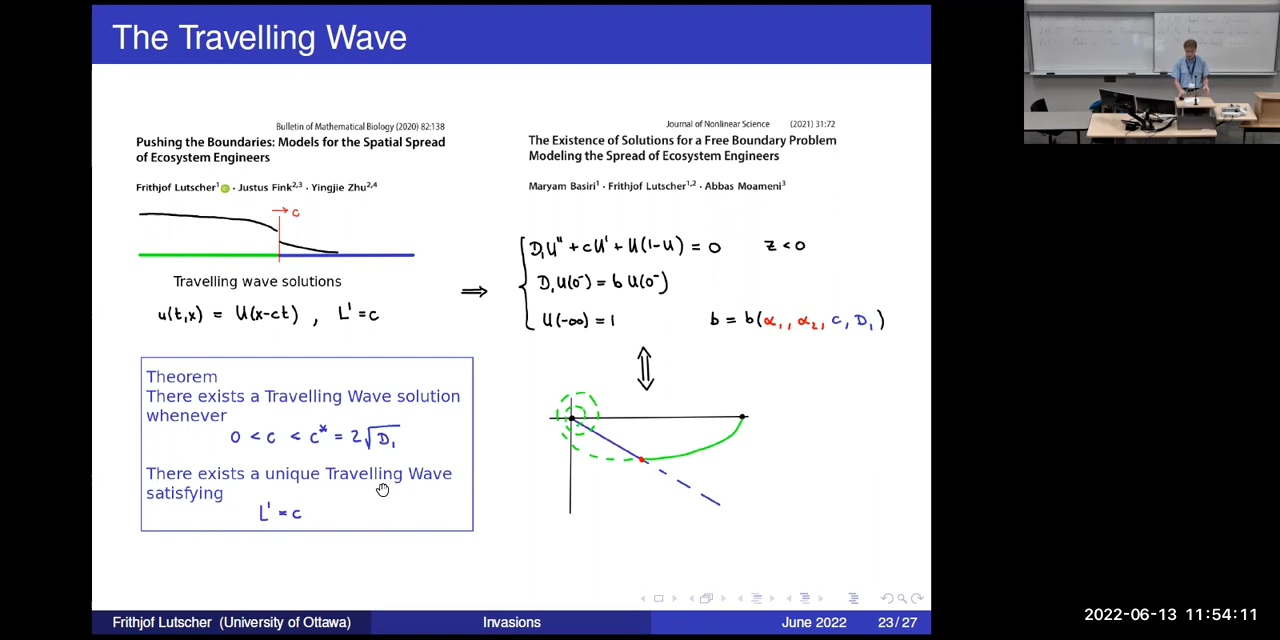 The Travelling Wave
Bulletin of Mathematical Biology (2020) 82:138
Pushing the Boundaries: Models for the Spatial Spread
of Ecosystem Engineers
Frithjof Lutscher¹ · Justus Fink²,³ · Yingjie Zhu²,⁴
→ c
Travelling wave solutions
u(t,x) = U(x-ct) , L' = c
Journal of Nonlinear Science (2021) 31:72
The Existence of Solutions for a Free Boundary Problem
Modeling the Spread of Ecosystem Engineers
Maryam Basiri¹ · Frithjof Lutscher¹,² · Abbas Moameni³
⇒
D₁U'' + cU' + U(1-U) = 0 z < 0
D₁U(0⁻) = b U(0⁻)
U(-∞) = 1 b = b(α₁, α₂, c, D₁)
Theorem
There exists a Travelling Wave solution
whenever
0 < c < c* = 2√D₁
There exists a unique Travelling Wave
satisfying
L' = c
Frithjof Lutscher (University of Ottawa) Invasions June 2022 23/27
2022-06-13 11:54:11